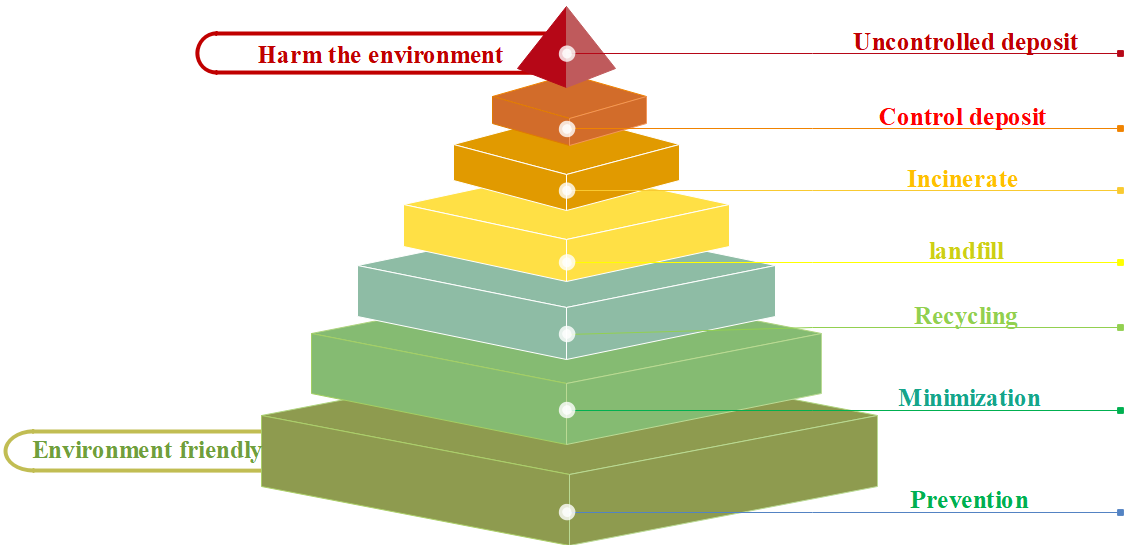 Uncontrolled deposit
Harm the environment
Control deposit
Incinerate
landfill
Recycling
Minimization
Environment friendly
Prevention